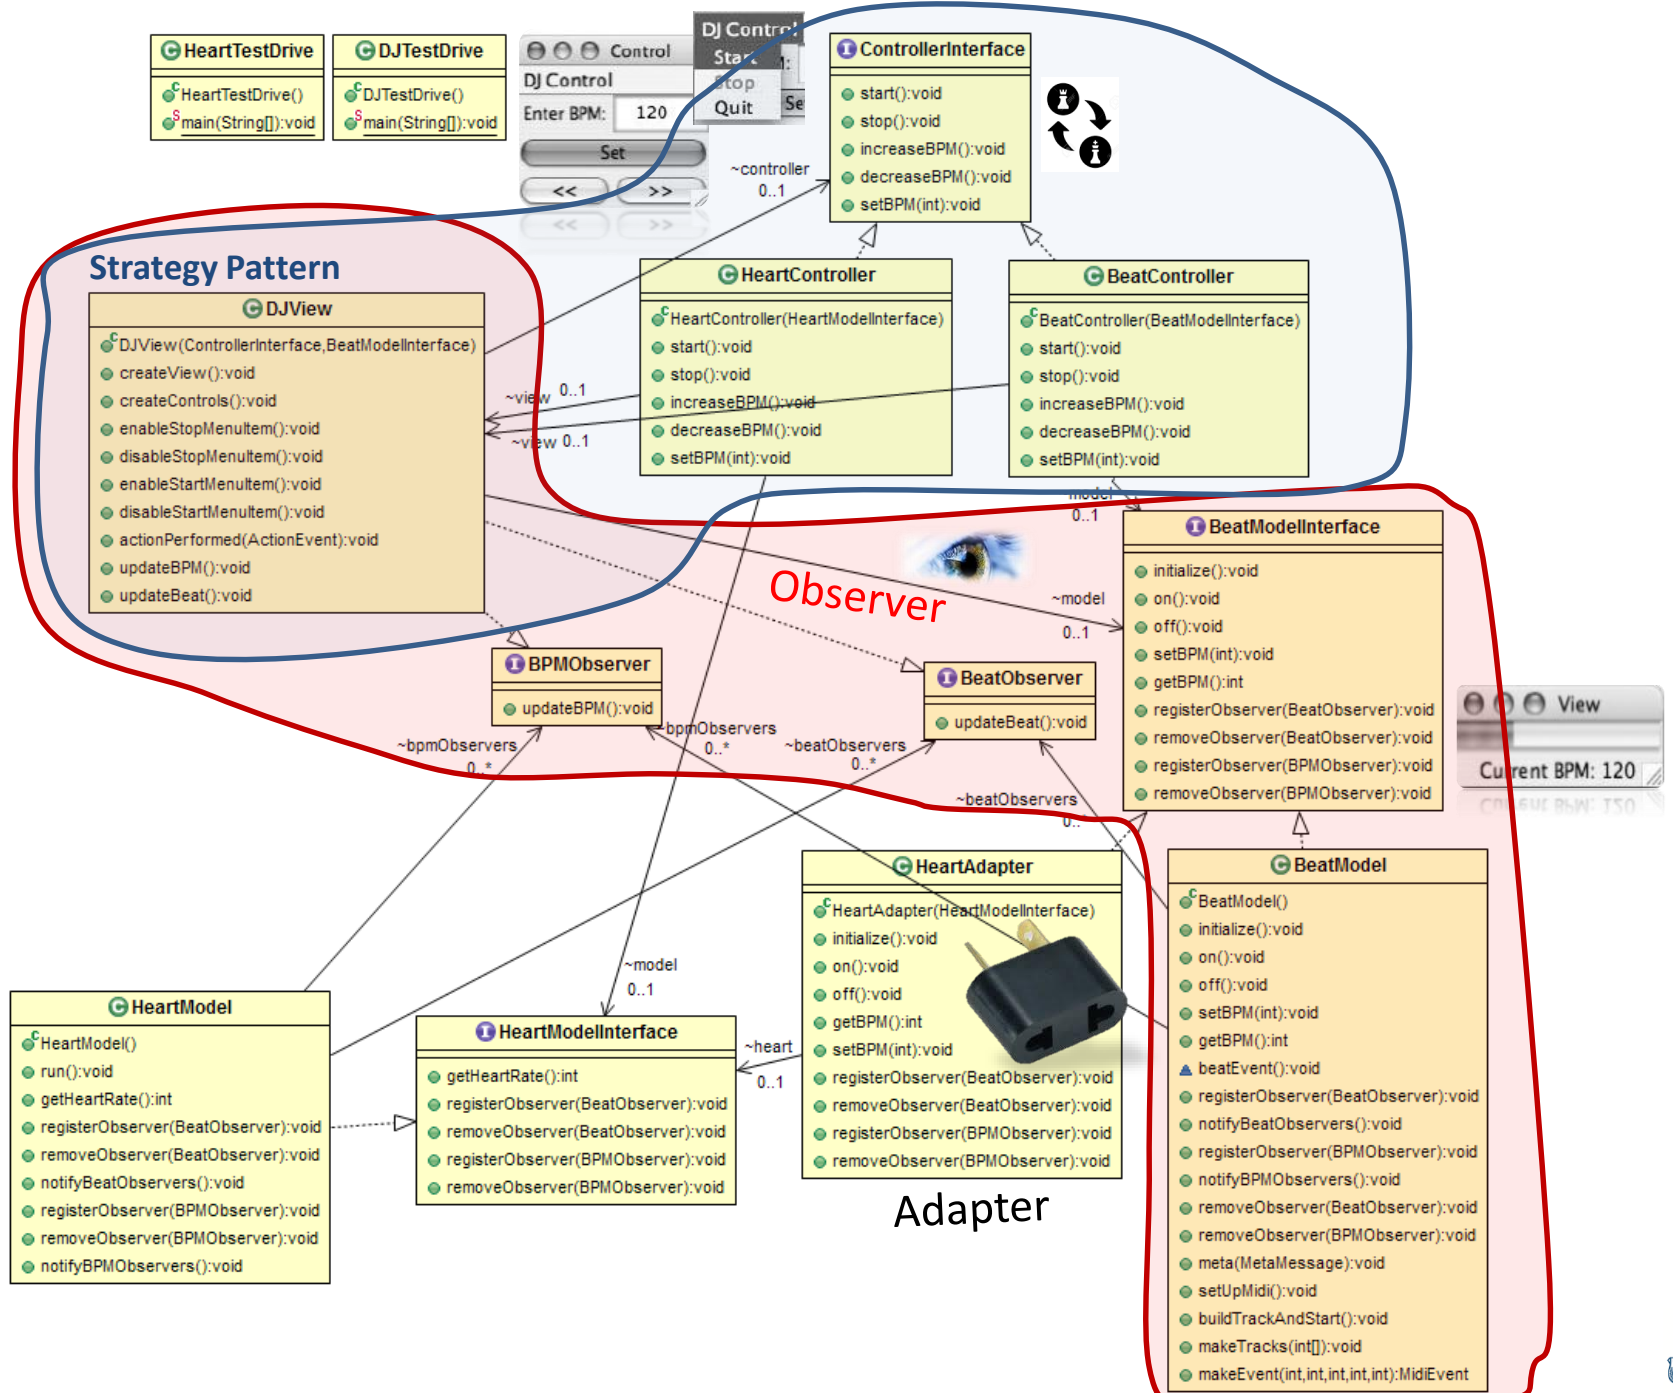 HeartTestDrive
HeartTestDrive()
main(String[]):void
DJTestDrive
DJTestDrive()
main(String[]):void
Control
DJ Control
Enter BPM: 120
Set
<< >>
DJ Control
Start
Stop
Quit
ControllerInterface
start():void
stop():void
increaseBPM():void
decreaseBPM():void
setBPM(int):void
~controller
0..1
Strategy Pattern
DJView
DJView(ControllerInterface,BeatModelInterface)
createView():void
createControls():void
enableStopMenuItem():void
disableStopMenuItem():void
enableStartMenuItem():void
disableStartMenuItem():void
actionPerformed(ActionEvent):void
updateBPM():void
updateBeat():void
HeartController
HeartController(HeartModelInterface)
start():void
stop():void
increaseBPM():void
decreaseBPM():void
setBPM(int):void
BeatController
BeatController(BeatModelInterface)
start():void
stop():void
increaseBPM():void
decreaseBPM():void
setBPM(int):void
~view 0..1
~view 0..1
model
0..1
Observer
~model
0..1
BeatModelInterface
initialize():void
on():void
off():void
setBPM(int):void
getBPM():int
registerObserver(BeatObserver):void
removeObserver(BeatObserver):void
registerObserver(BPMObserver):void
removeObserver(BPMObserver):void
BPMObserver
updateBPM():void
BeatObserver
updateBeat():void
View
Current BPM: 120
~bpmObservers
0..*
~bpmObservers
0..*
~beatObservers
0..*
~beatObservers
0..
HeartAdapter
HeartAdapter(HeartModelInterface)
initialize():void
on():void
off():void
getBPM():int
setBPM(int):void
registerObserver(BeatObserver):void
removeObserver(BeatObserver):void
registerObserver(BPMObserver):void
removeObserver(BPMObserver):void
Adapter
BeatModel
BeatModel()
initialize():void
on():void
off():void
setBPM(int):void
getBPM():int
beatEvent():void
registerObserver(BeatObserver):void
notifyBeatObservers():void
registerObserver(BPMObserver):void
notifyBPMObservers():void
removeObserver(BeatObserver):void
removeObserver(BPMObserver):void
meta(MetaMessage):void
setUpMidi():void
buildTrackAndStart():void
makeTracks(int[]):void
makeEvent(int,int,int,int,int):MidiEvent
~model
0..1
~heart
0..1
HeartModel
HeartModel()
run():void
getHeartRate():int
registerObserver(BeatObserver):void
removeObserver(BeatObserver):void
notifyBeatObservers():void
registerObserver(BPMObserver):void
removeObserver(BPMObserver):void
notifyBPMObservers():void
HeartModelInterface
getHeartRate():int
registerObserver(BeatObserver):void
removeObserver(BeatObserver):void
registerObserver(BPMObserver):void
removeObserver(BPMObserver):void